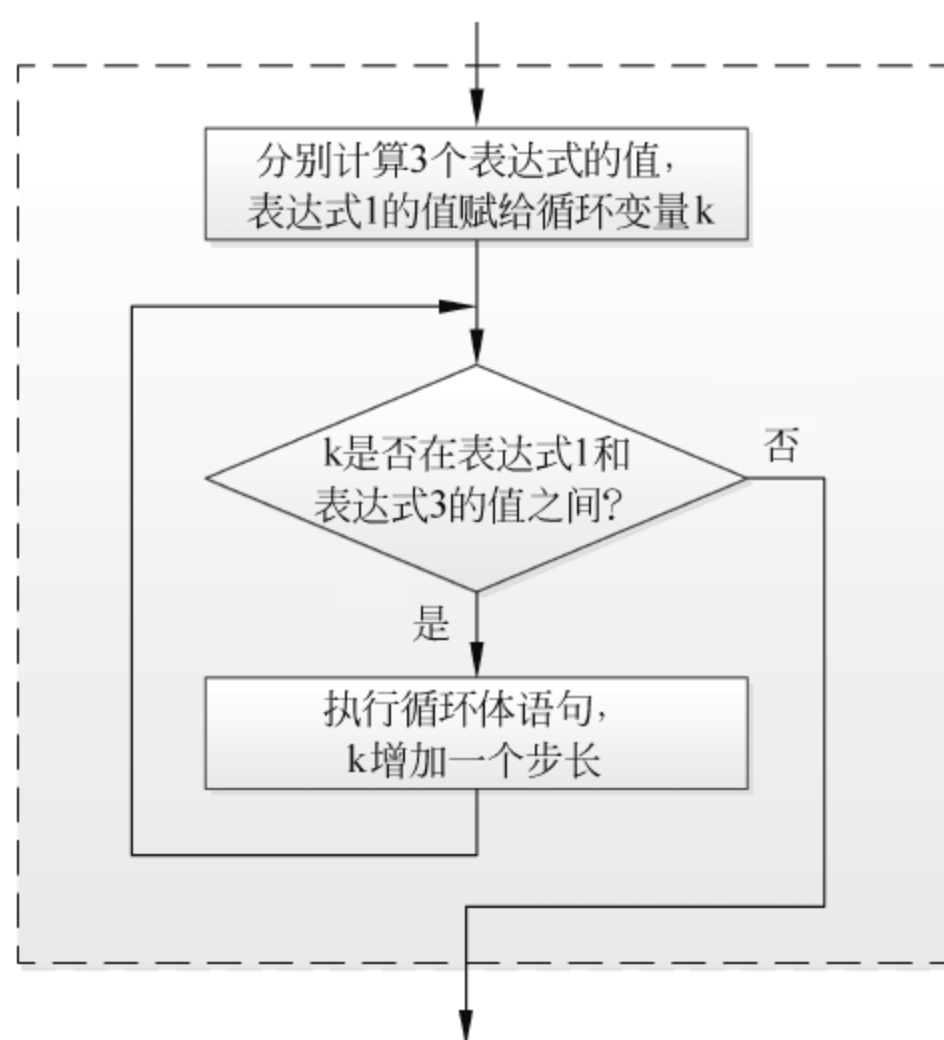 分别计算3个表达式的值，
表达式1的值赋给循环变量k
k是否在表达式1和
表达式3的值之间？
否
是
执行循环体语句，
k增加一个步长